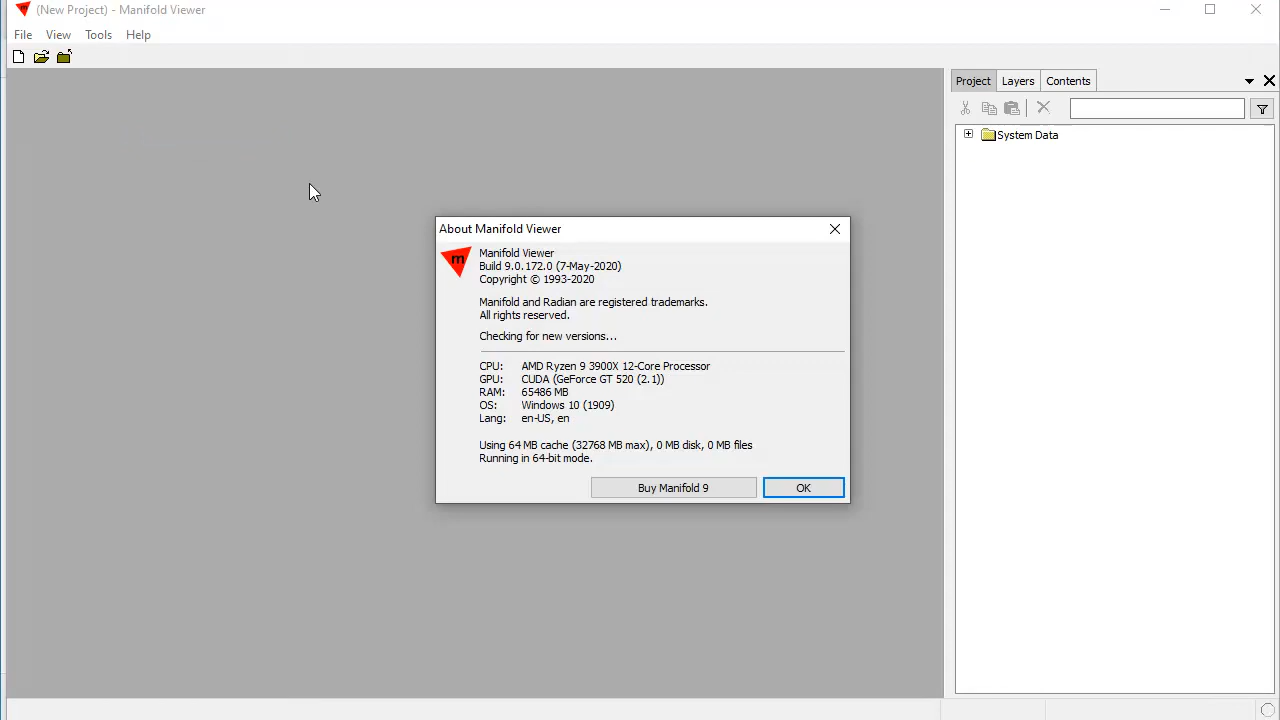 (New Project) - Manifold Viewer
File View Tools Help
Project Layers Contents
System Data
About Manifold Viewer
m
Manifold Viewer
Build 9.0.172.0 (7-May-2020)
Copyright © 1993-2020
Manifold and Radian are registered trademarks.
All rights reserved.
Checking for new versions...
CPU: AMD Ryzen 9 3900X 12-Core Processor
GPU: CUDA (GeForce GT 520 (2.1))
RAM: 65486 MB
OS: Windows 10 (1909)
Lang: en-US, en
Using 64 MB cache (32768 MB max), 0 MB disk, 0 MB files
Running in 64-bit mode.
Buy Manifold 9 OK